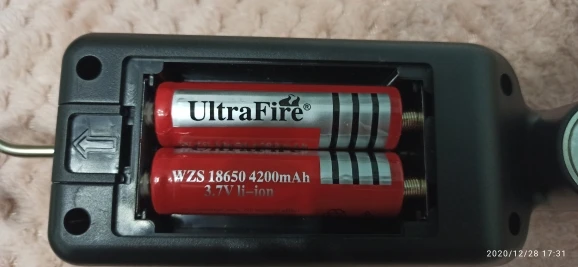 UltraFire®
WZS 18650 4200mAh
3.7V li-ion
2020/12/28 17:31